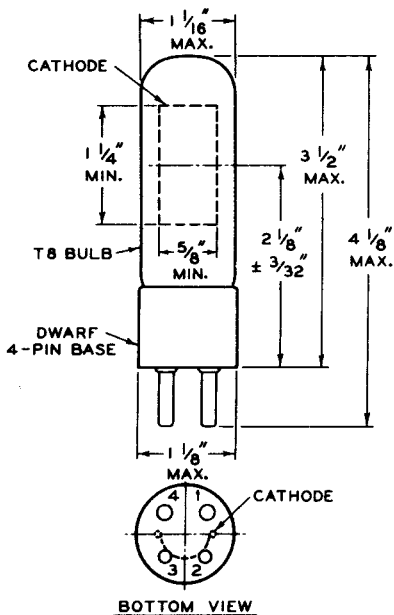 1 1/16"
MAX.
CATHODE
1 1/4"
MIN.
3 1/2"
MAX.
T8 BULB
5/8"
MIN.
2 1/8"
± 3/32"
4 1/8"
MAX.
DWARF
4-PIN BASE
1 1/8"
MAX.
4 1
CATHODE
3 2
BOTTOM VIEW